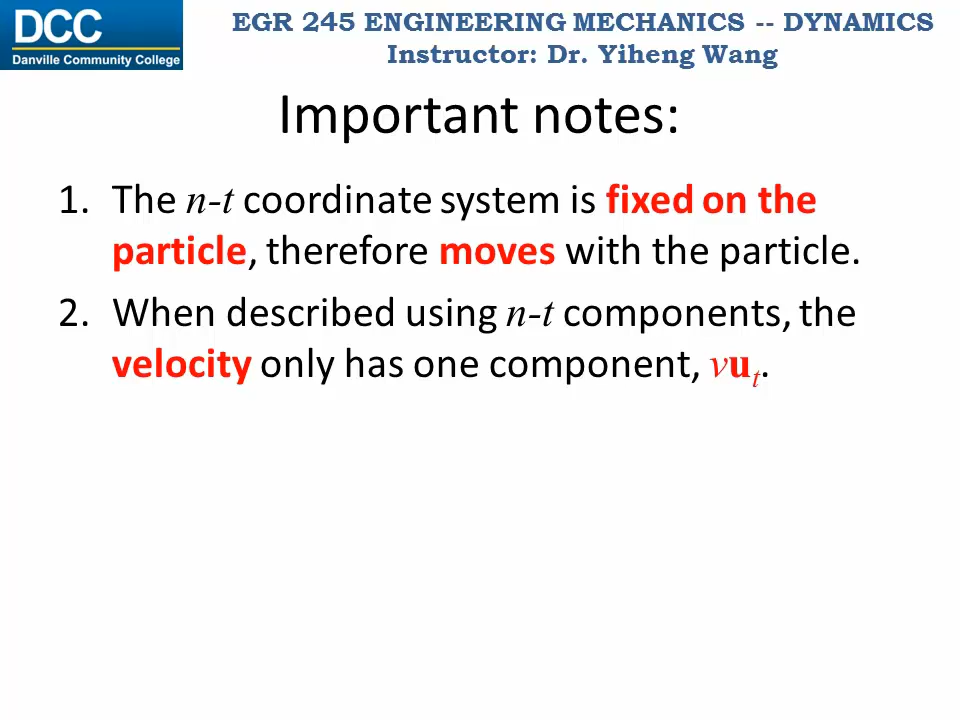 DCC
Danville Community College
EGR 245 ENGINEERING MECHANICS -- DYNAMICS
Instructor: Dr. Yiheng Wang
Important notes:
1. The n-t coordinate system is fixed on the
particle, therefore moves with the particle.
2. When described using n-t components, the
velocity only has one component, vuₜ.